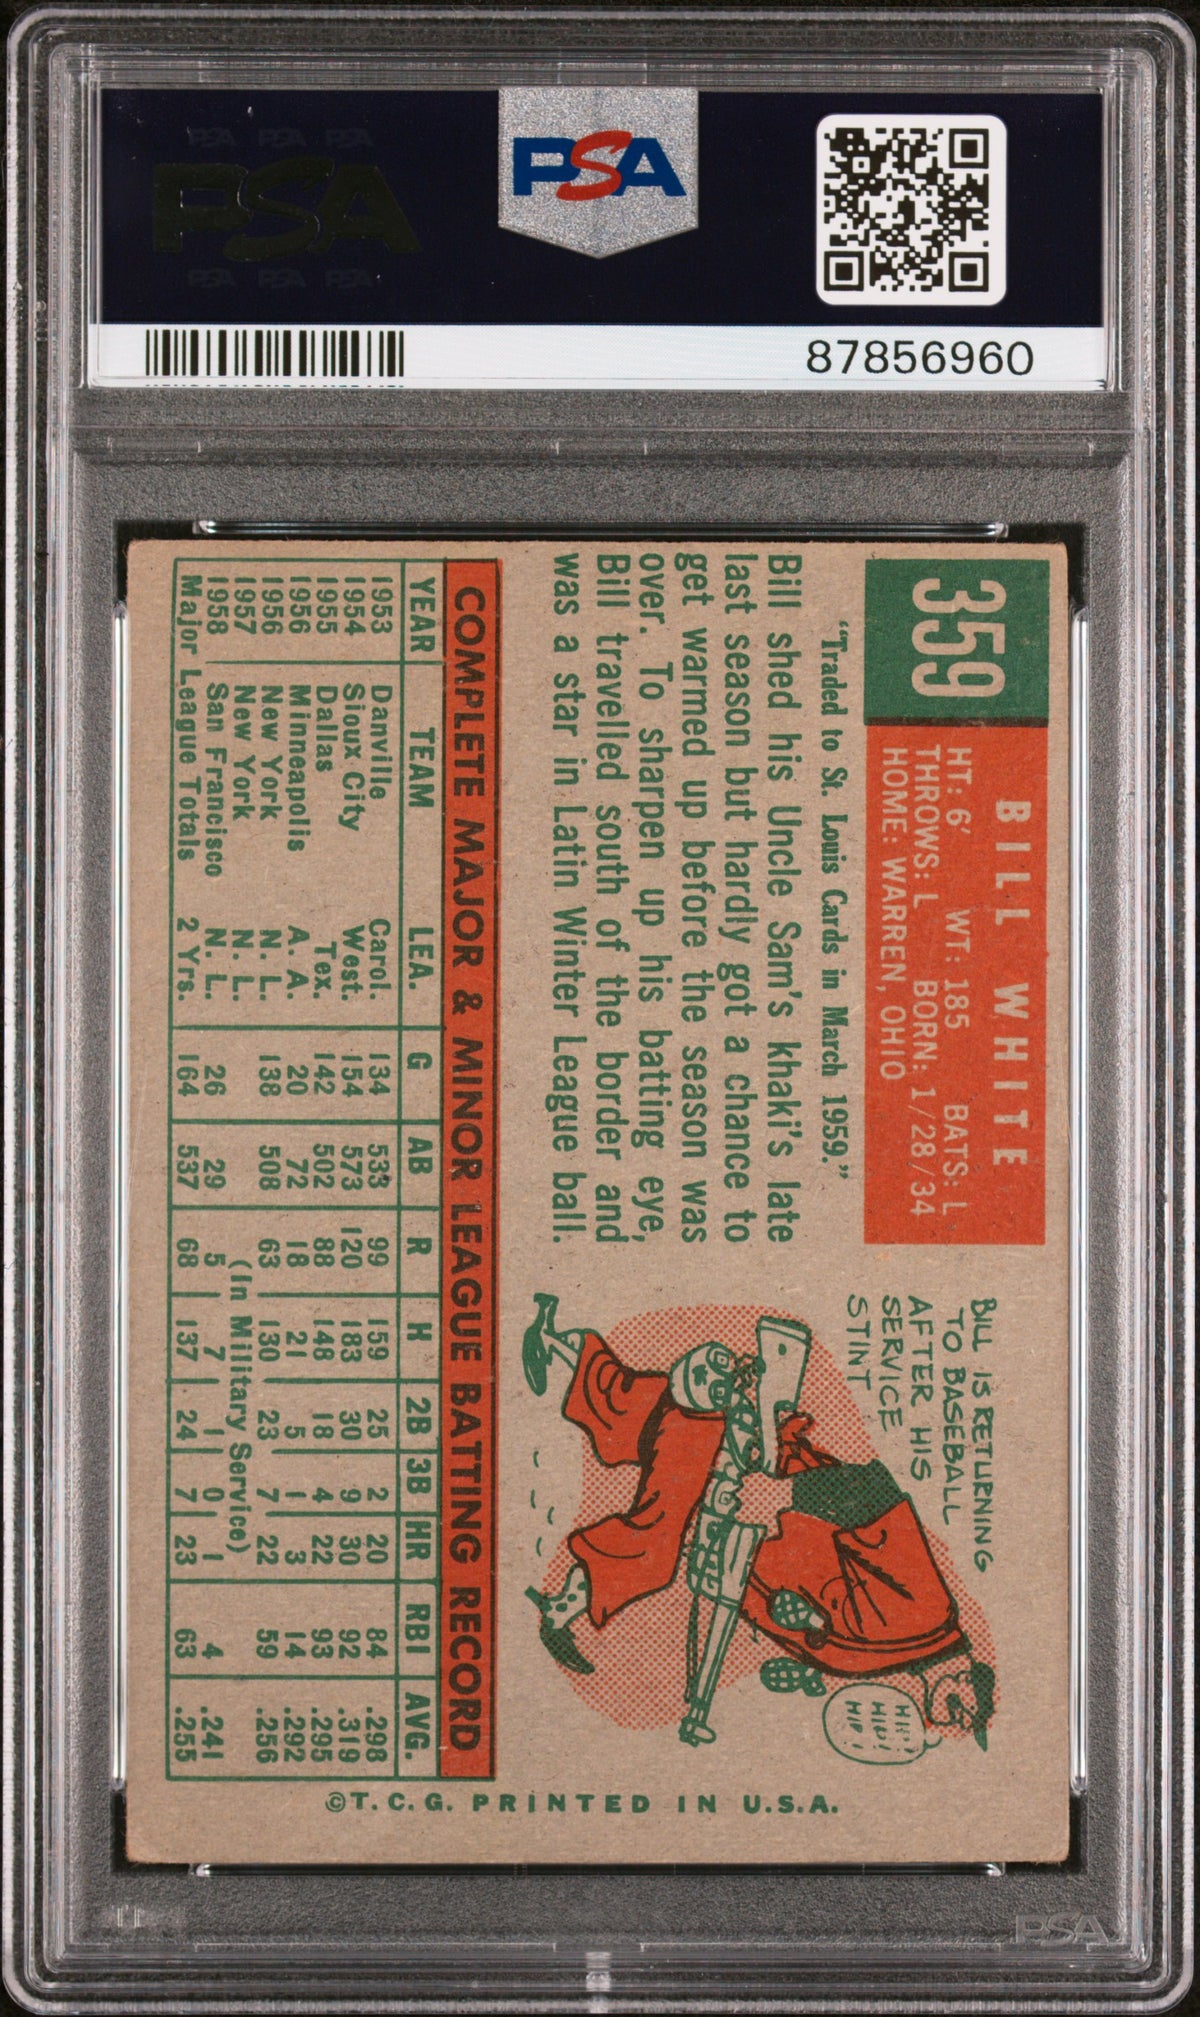 PSA PSA PSA
PSA
PSA PSA PSA
PSA
87856960
359
BILL WHITE
HT: 6' WT: 185 BATS: L
THROWS: L BORN: 1/28/34
HOME: WARREN, OHIO
"Traded to St. Louis Cards in March 1959."
Bill shed his Uncle Sam's khaki's late
last season but hardly got a chance to
get warmed up before the season was
over. To sharpen up his batting eye,
Bill travelled south of the border and
was a star in Latin Winter League ball.
BILL IS RETURNING
TO BASEBALL
AFTER HIS
SERVICE
STINT
HIP!
HIP!
HIP!
COMPLETE MAJOR & MINOR LEAGUE BATTING RECORD
YEAR TEAM LEA. G AB R H 2B 3B HR RBI AVG.
1953 Danville Carol. 134 533 99 159 25 2 20 84 .298
1954 Sioux City West. 154 573 120 183 30 9 30 92 .319
1955 Dallas Tex. 142 502 88 148 18 4 22 93 .295
1956 Minneapolis A. A. 20 72 18 21 5 1 3 14 .292
1956 New York N. L. 138 508 63 130 23 7 22 59 .256
1957 New York N. L. (In Military Service)
1958 San Francisco N. L. 26 29 5 7 1 0 1 4 .241
Major League Totals 2 Yrs. 164 537 68 137 24 7 23 63 .255
©T. C. G. PRINTED IN U.S.A.
PSA